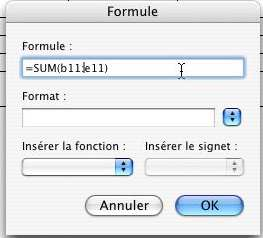 Formule
Formule :
=SUM(b11:e11)
Format :
Insérer la fonction :
Insérer le signet :
Annuler
OK